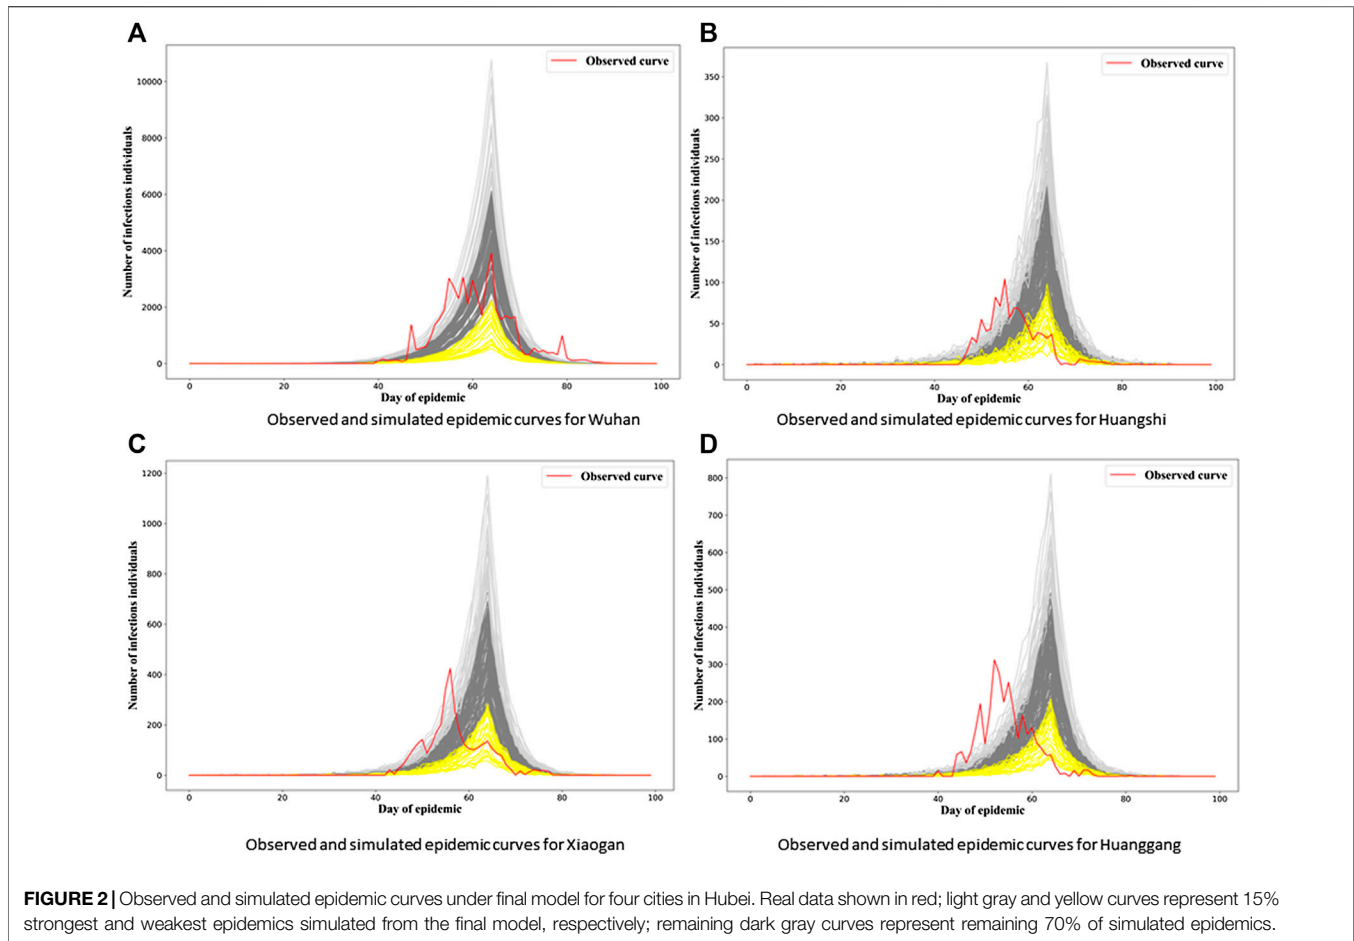 A
Observed curve
10000
8000
6000
4000
2000
0
Number of infections individuals
0 20 40 60 80 100
Day of epidemic
Observed and simulated epidemic curves for Wuhan
B
Observed curve
350
300
250
200
150
100
50
0
Number of infections individuals
0 20 40 60 80 100
Day of epidemic
Observed and simulated epidemic curves for Huangshi
C
Observed curve
1200
1000
800
600
400
200
0
Number of infections individuals
0 20 40 60 80 100
Day of epidemic
Observed and simulated epidemic curves for Xiaogan
D
Observed curve
800
700
600
500
400
300
200
100
0
Number of infections individuals
0 20 40 60 80 100
Day of epidemic
Observed and simulated epidemic curves for Huanggang
FIGURE 2 | Observed and simulated epidemic curves under final model for four cities in Hubei. Real data shown in red; light gray and yellow curves represent 15%
strongest and weakest epidemics simulated from the final model, respectively; remaining dark gray curves represent remaining 70% of simulated epidemics.